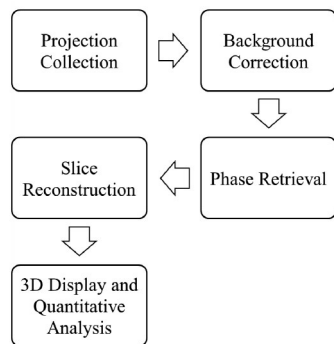 Projection
Collection
Background
Correction
Phase Retrieval
Slice
Reconstruction
3D Display and
Quantitative
Analysis